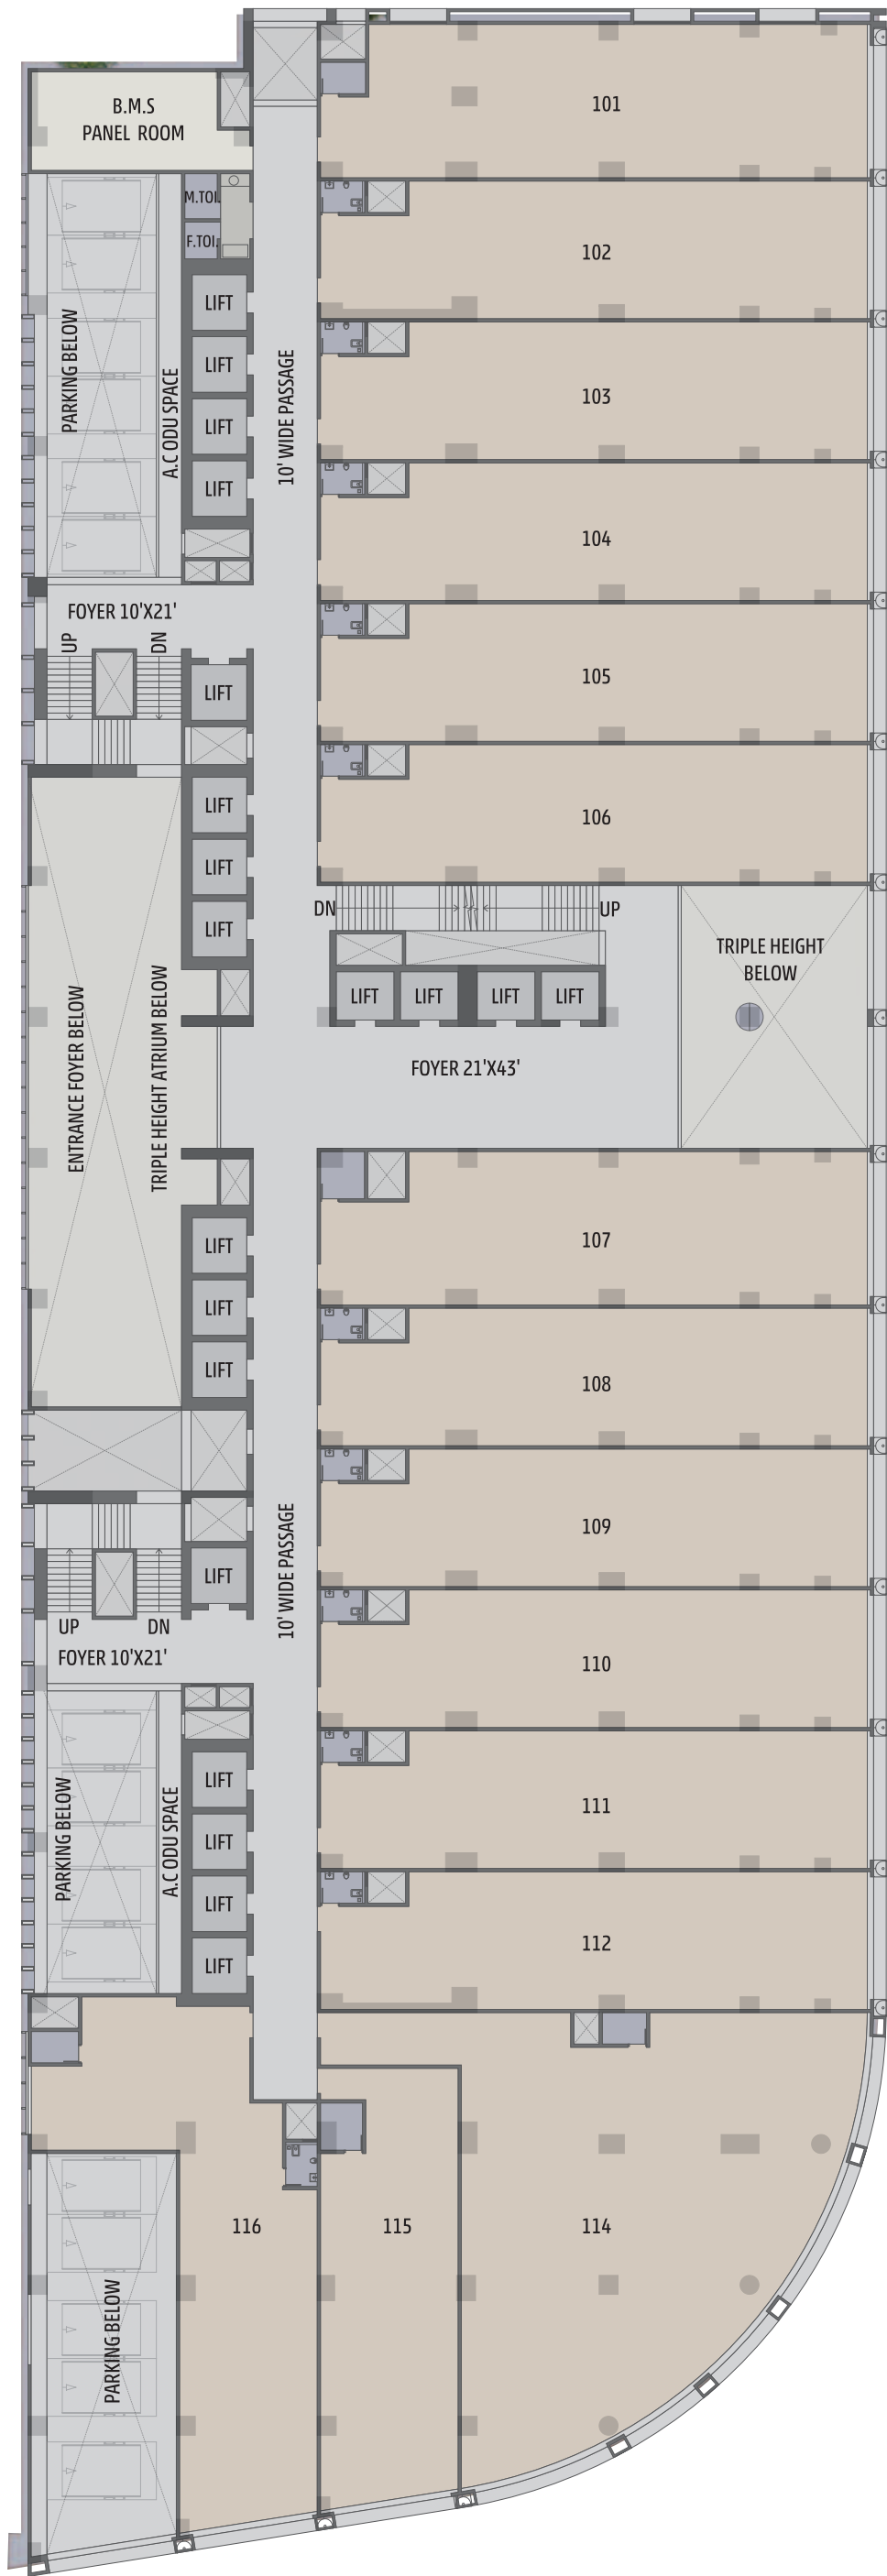 B.M.S
PANEL ROOM
101
M.TOI.
F.TOI.
102
LIFT
PARKING BELOW
A.C ODU SPACE
LIFT
10' WIDE PASSAGE
103
LIFT
LIFT
104
FOYER 10'X21'
UP
DN
LIFT
105
LIFT
106
LIFT
LIFT
DN
UP
TRIPLE HEIGHT
BELOW
LIFT
LIFT
LIFT
LIFT
ENTRANCE FOYER BELOW
TRIPLE HEIGHT ATRIUM BELOW
FOYER 21'X43'
107
LIFT
LIFT
LIFT
108
109
10' WIDE PASSAGE
LIFT
UP
DN
FOYER 10'X21'
110
LIFT
PARKING BELOW
A.C ODU SPACE
LIFT
111
LIFT
LIFT
112
116
115
114
PARKING BELOW